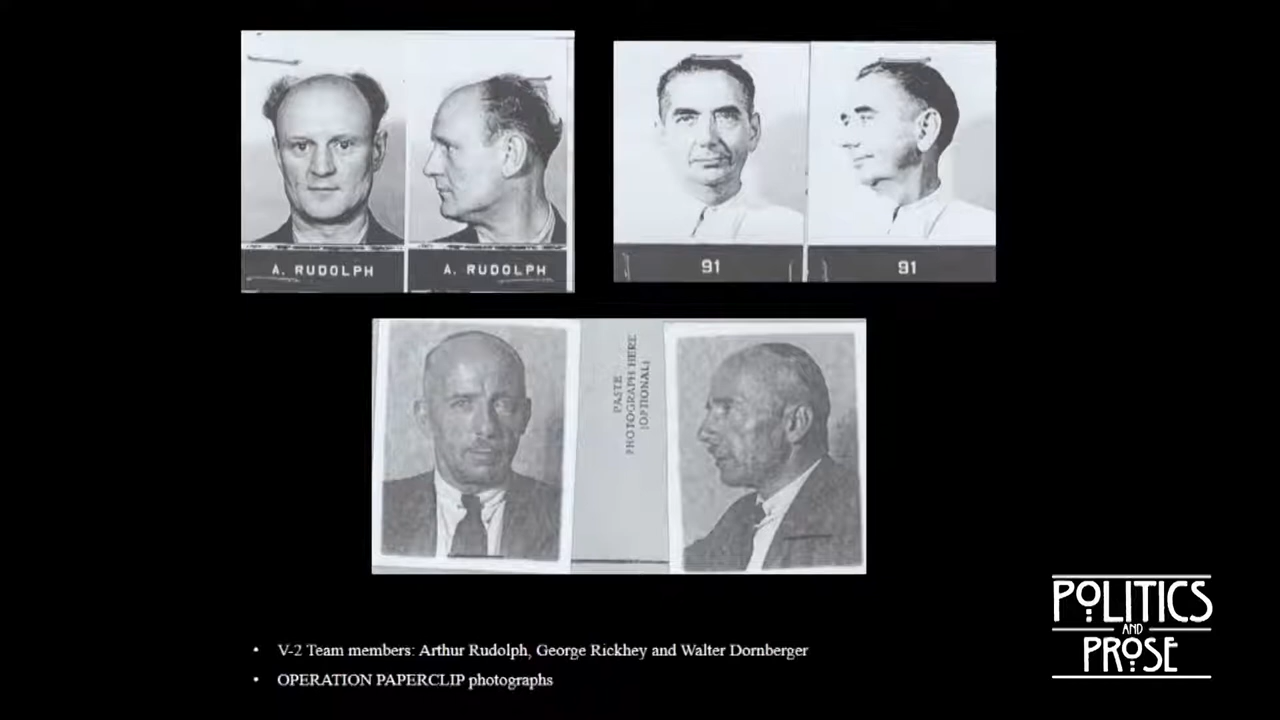 A. RUDOLPH
A. RUDOLPH
91
91
PASTE
PHOTOGRAPH HERE
(OPTIONAL)
• V-2 Team members: Arthur Rudolph, George Rickhey and Walter Dornberger
• OPERATION PAPERCLIP photographs
POLITICS
AND
PROSE